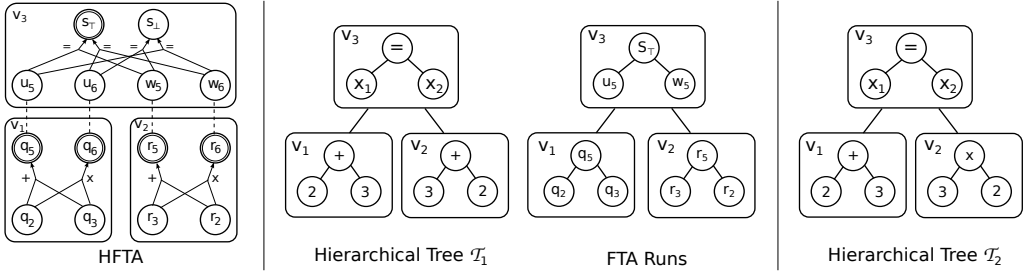 v3
s⊤ s⊥
= = = =
u5 u6 w5 w6
v1 v2
q5 q6 r5 r6
+ x + x
q2 q3 r3 r2
HFTA
v3
=
x1 x2
v1 v2
+ +
2 3 3 2
Hierarchical Tree 𝒯1
v3
s⊤
u5 w5
v1 v2
q5 r5
q2 q3 r3 r2
FTA Runs
v3
=
x1 x2
v1 v2
+ x
2 3 3 2
Hierarchical Tree 𝒯2